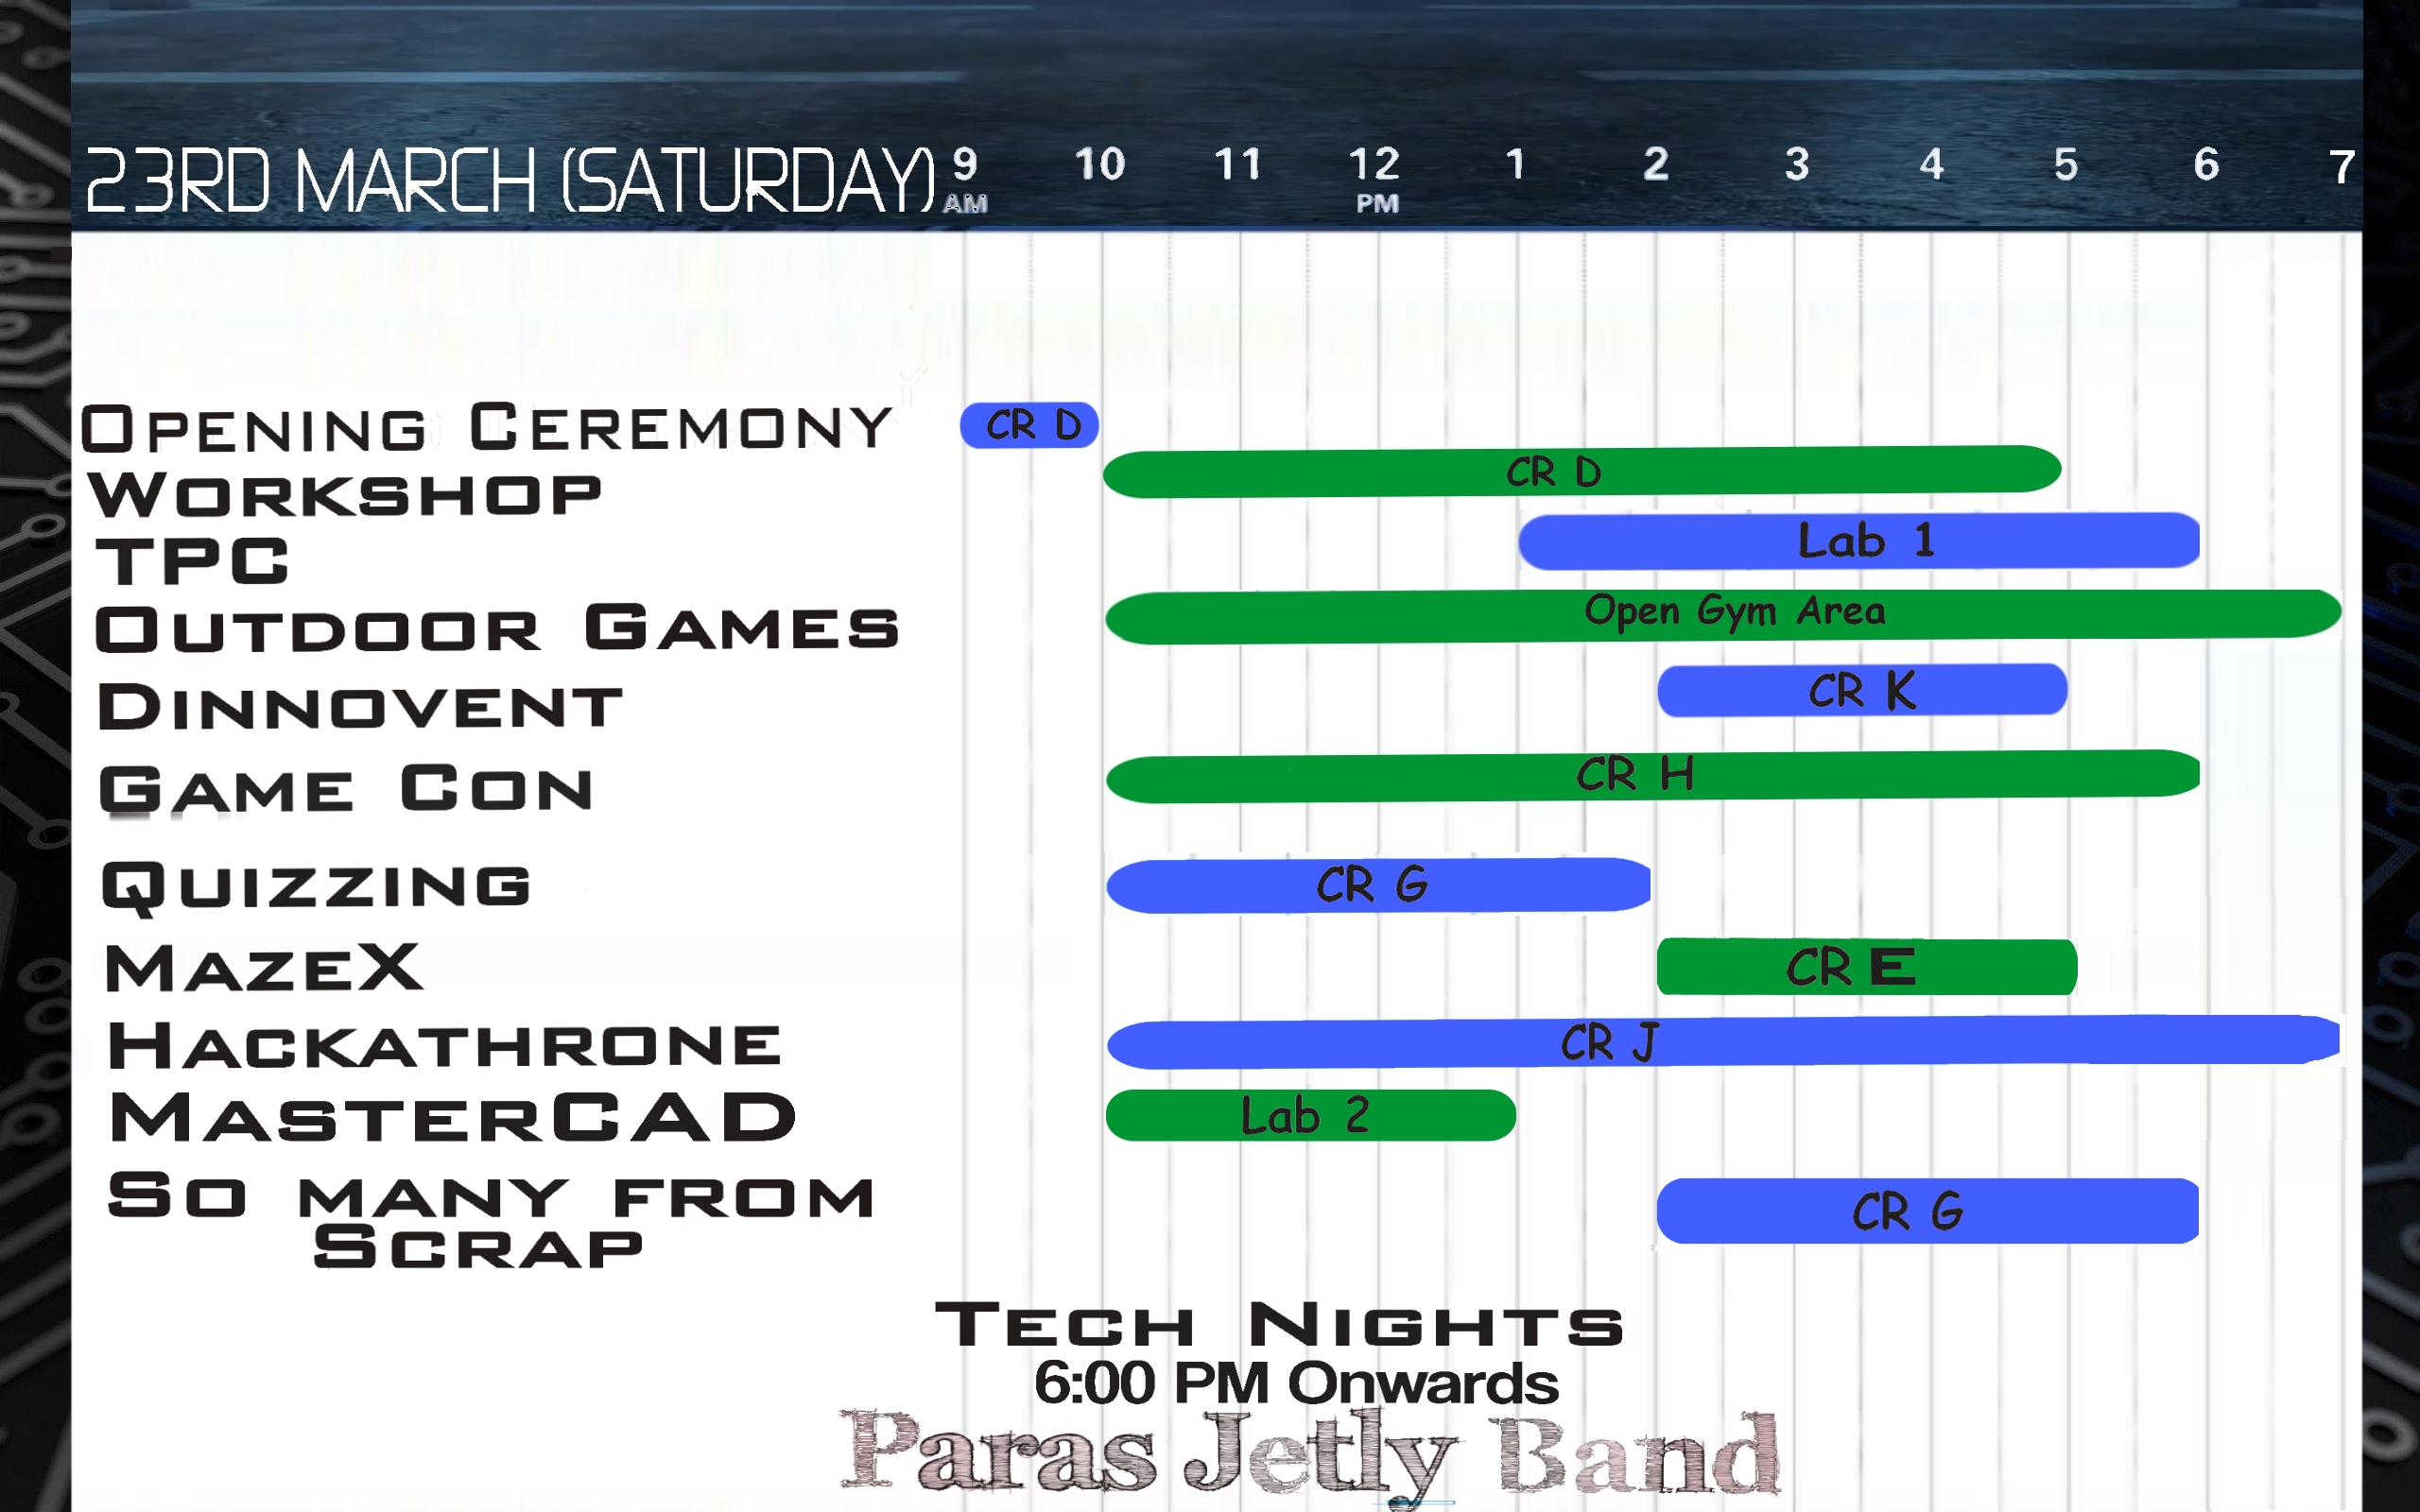 23RD MARCH (SATURDAY) 9 10 11 12 1 2 3 4 5 6 7
AM PM
OPENING CEREMONY CR D
WORKSHOP CR D
TPC Lab 1
OUTDOOR GAMES Open Gym Area
DINNOVENT CR K
GAME CON CR H
QUIZZING CR G
MAZEX CR E
HACKATHRONE CR J
MASTERCAD Lab 2
SO MANY FROM CR G
SCRAP
TECH NIGHTS
6:00 PM Onwards
Paras Jetly Band